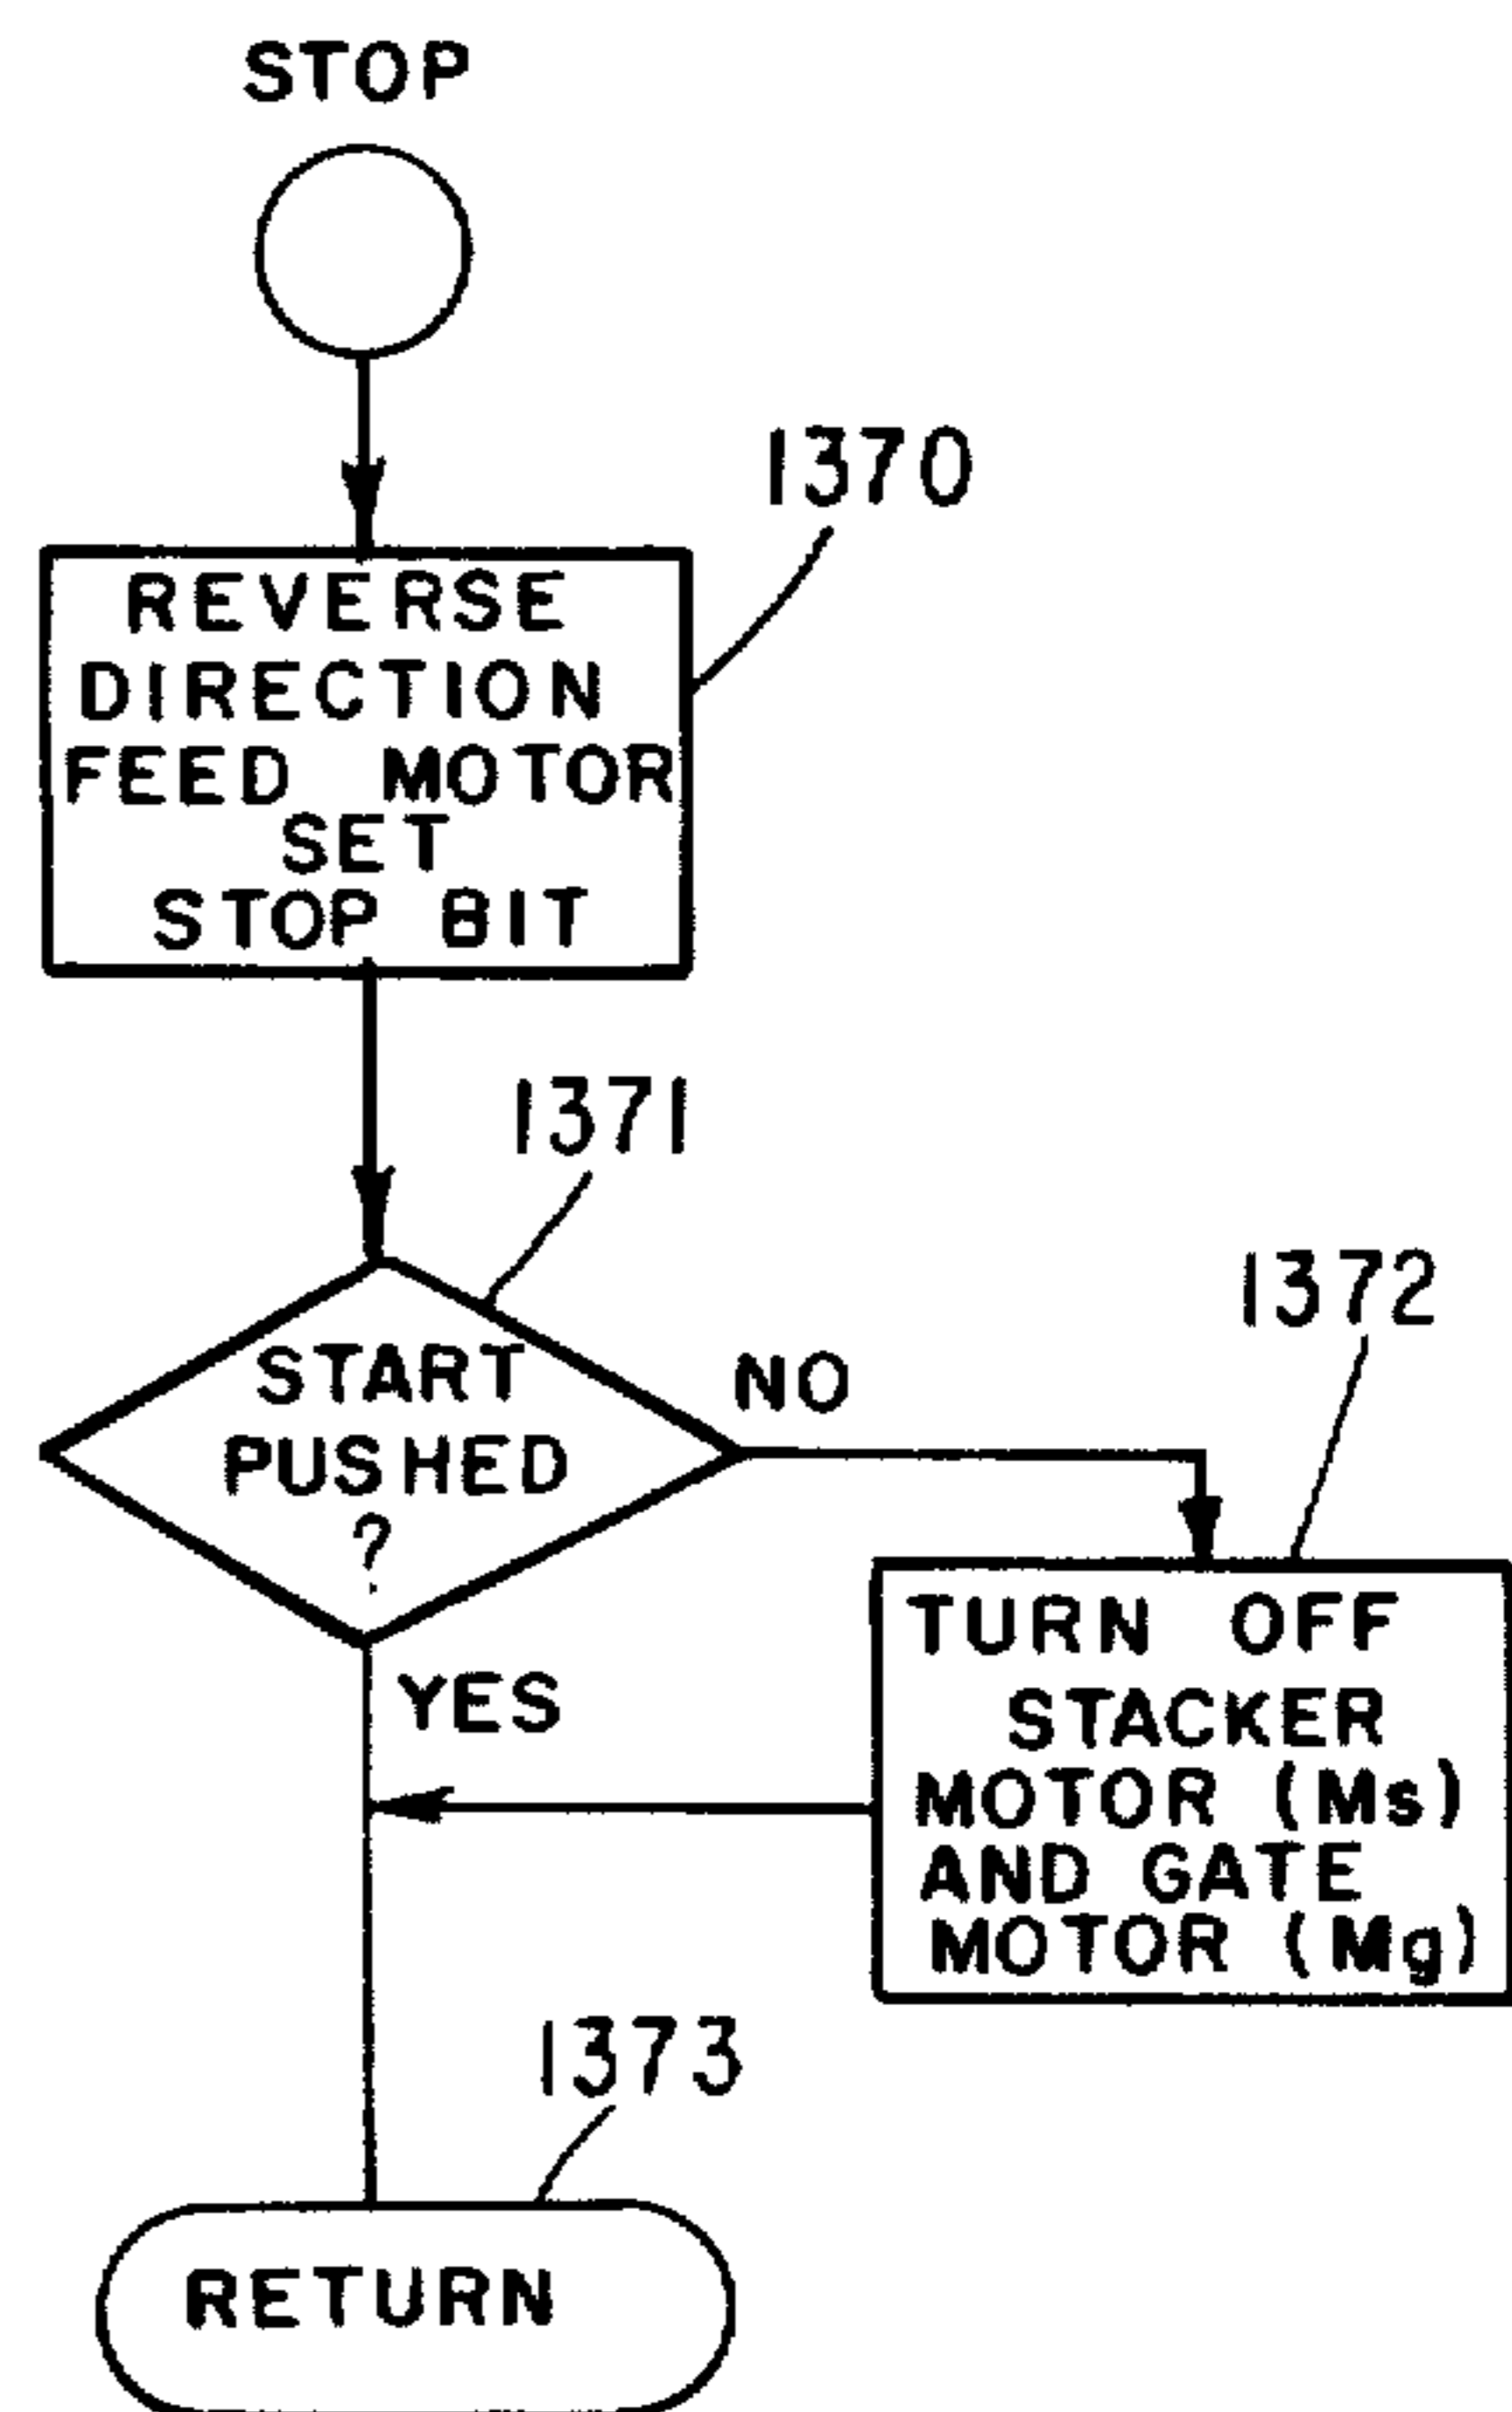 STOP
1370
REVERSE
DIRECTION
FEED MOTOR
SET
STOP BIT
1371
START
PUSHED
?
NO
1372
YES
TURN OFF
STACKER
MOTOR (Ms)
AND GATE
MOTOR (Mg)
1373
RETURN